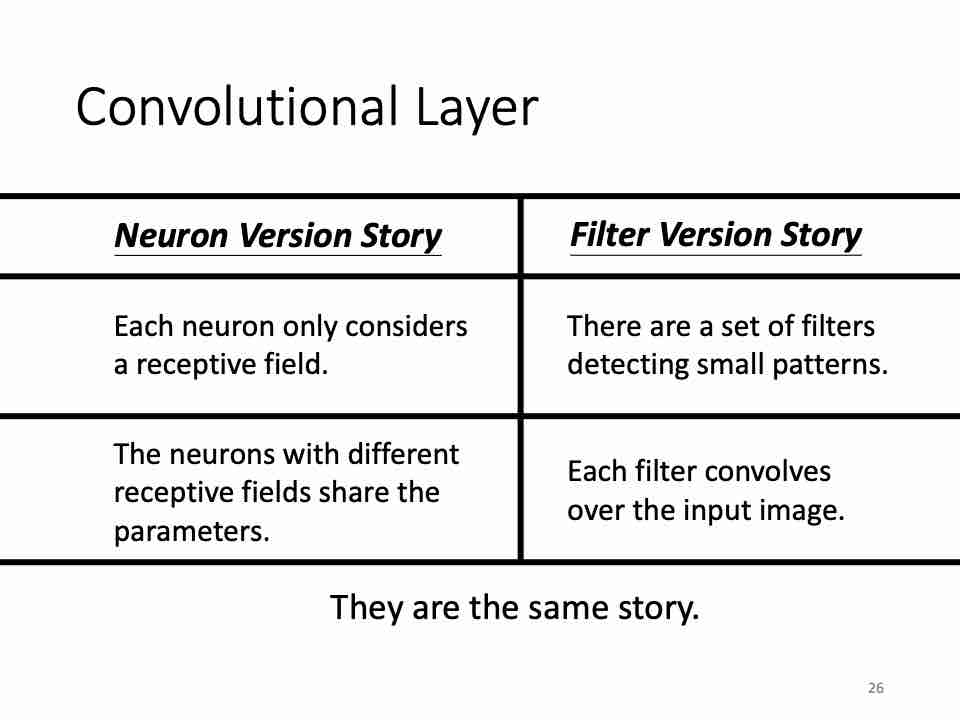 Convolutional Layer
Neuron Version Story
Filter Version Story
Each neuron only considers
a receptive field.
There are a set of filters
detecting small patterns.
The neurons with different
receptive fields share the
parameters.
Each filter convolves
over the input image.
They are the same story.
26